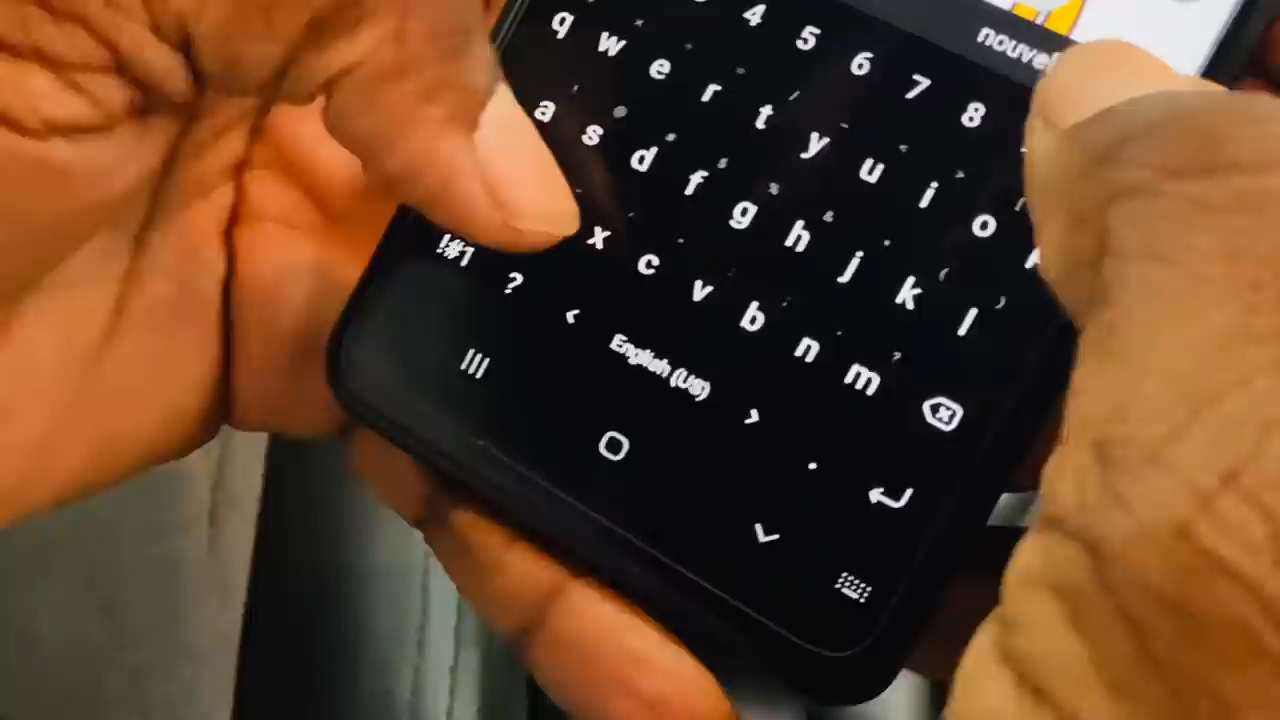 nouvel
4 5 6 7 8
q w e r t y u i o
a s d f g h j k l
x c v b n m
!#1 ? < English (US) > .